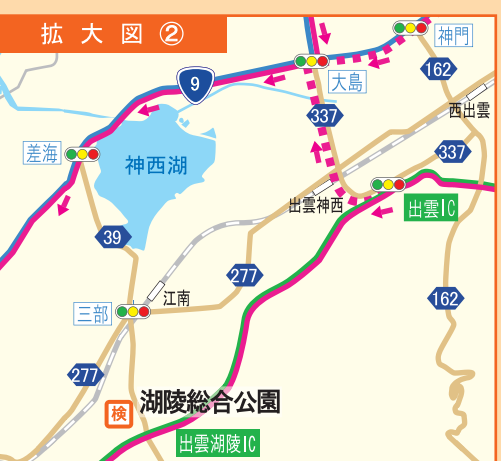 拡大図②
神門
9
大島
162
西出雲
337
差海
神西湖
337
出雲神西
出雲IC
39
277
江南
162
三部
277
検
湖陵総合公園
出雲湖陵IC